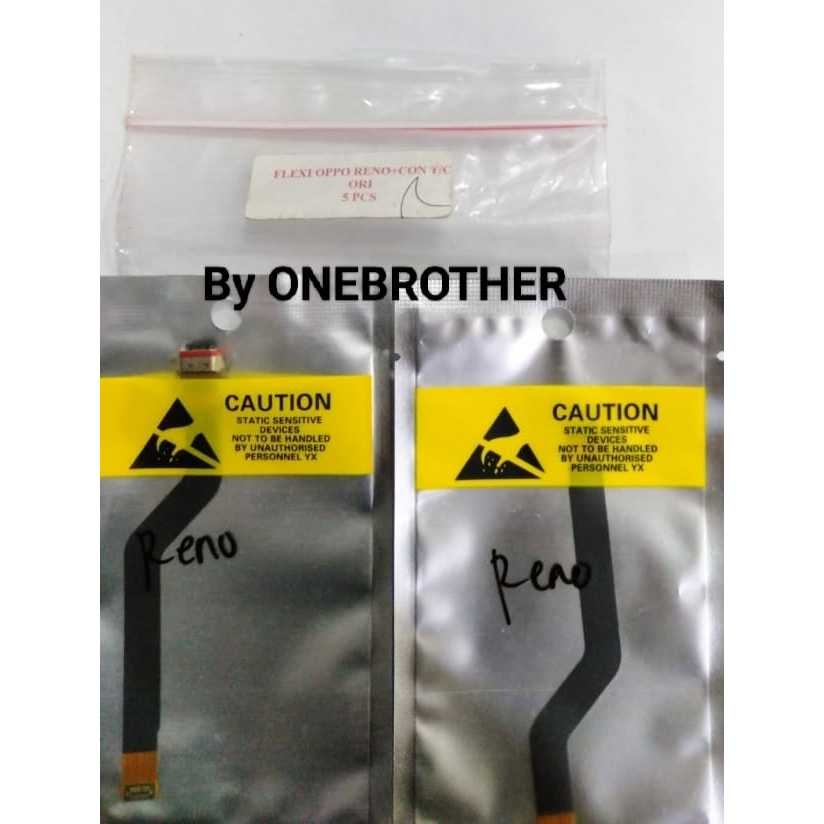 FLEXI OPPO RENO+CON T/C
ORI
5 PCS
By ONEBROTHER
CAUTION
STATIC SENSITIVE
DEVICES
NOT TO BE HANDLED
BY UNAUTHORISED
PERSONNEL YX
Reno
CAUTION
STATIC SENSITIVE
DEVICES
NOT TO BE HANDLED
BY UNAUTHORISED
PERSONNEL YX
Reno